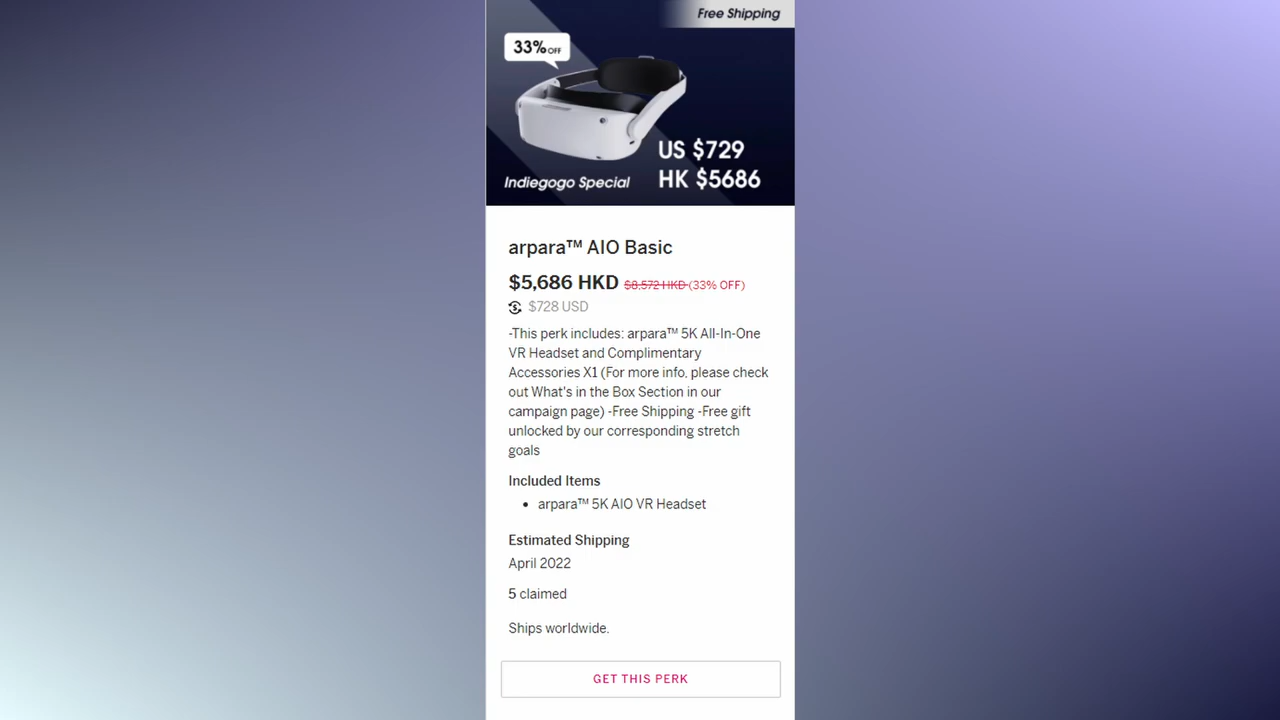 Free Shipping
33% OFF
US $729
HK $5686
Indiegogo Special
arpara™ AIO Basic
$5,686 HKD $8,572 HKD (33% OFF)
$728 USD
-This perk includes: arpara™ 5K All-In-One
VR Headset and Complimentary
Accessories X1 (For more info, please check
out What's in the Box Section in our
campaign page) -Free Shipping -Free gift
unlocked by our corresponding stretch
goals
Included Items
• arpara™ 5K AIO VR Headset
Estimated Shipping
April 2022
5 claimed
Ships worldwide.
GET THIS PERK